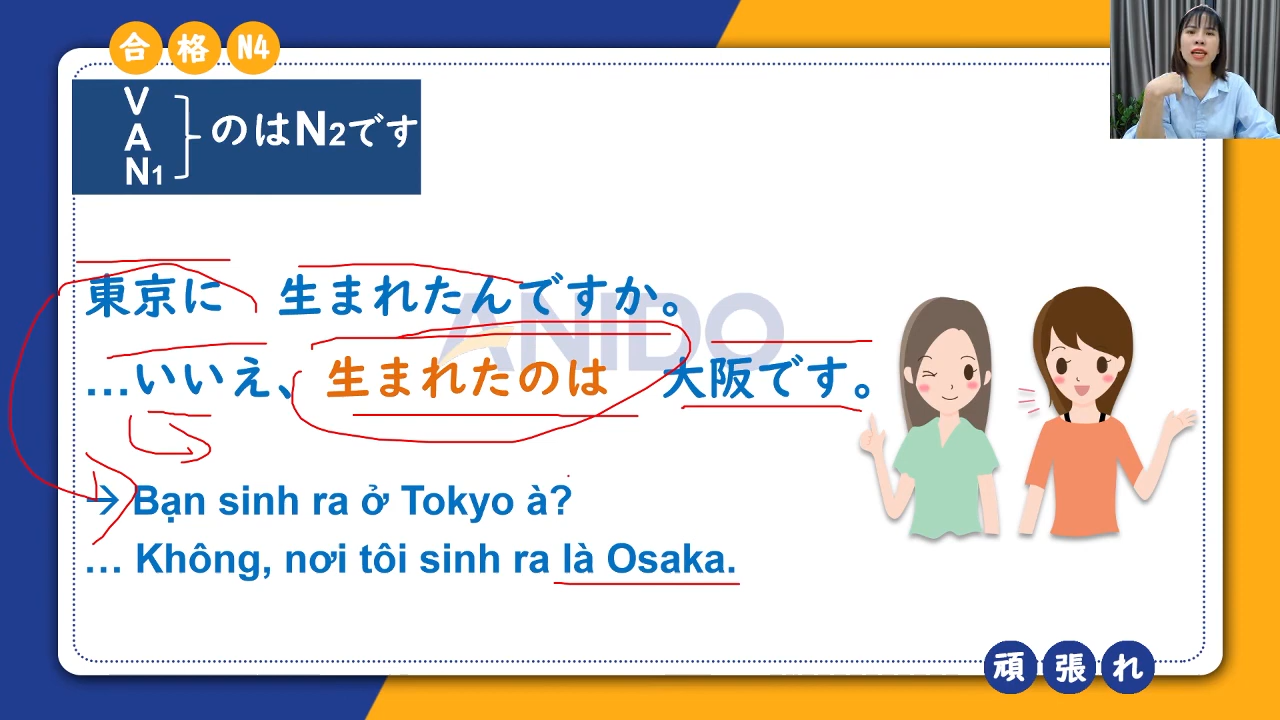 合 格 N4
V
A
N1
のはN2です
東京に 生まれたんですか。
ANIDO
…いいえ、生まれたのは 大阪です。
→ Bạn sinh ra ở Tokyo à?
… Không, nơi tôi sinh ra là Osaka.
頑 張 れ